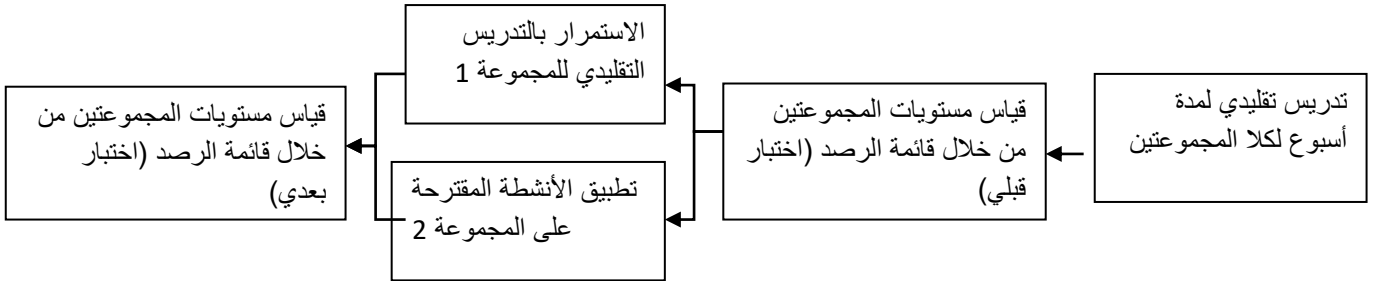 تدريس تقليدي لمدة
أسبوع لكلا المجموعتين
قياس مستويات المجموعتين
من خلال قائمة الرصد (اختبار
قبلي)
الاستمرار بالتدريس
التقليدي للمجموعة 1
تطبيق الأنشطة المقترحة
على المجموعة 2
قياس مستويات المجموعتين من
خلال قائمة الرصد (اختبار
بعدي)